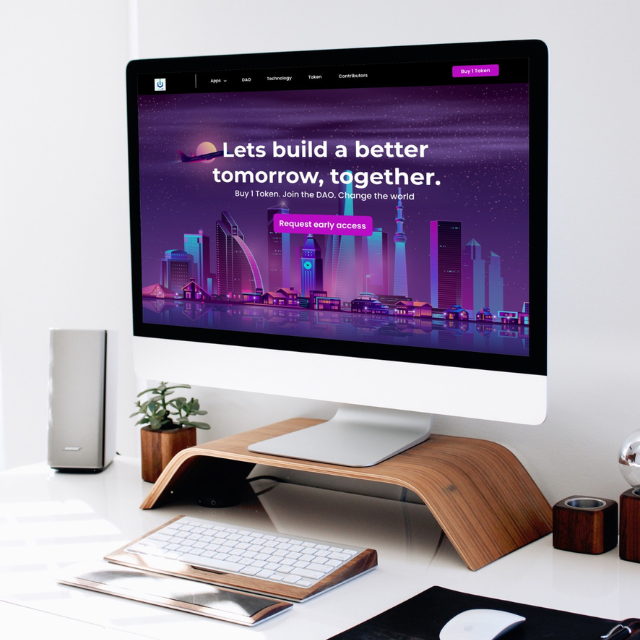 Apps DAO Technology Token Contributors Buy 1 Token
Lets build a better
tomorrow, together.
Buy 1 Token. Join the DAO. Change the world
Request early access